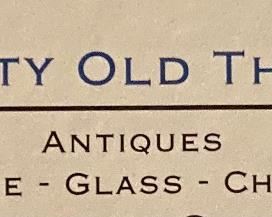 TY OLD TH
ANTIQUES
E - GLASS - CH